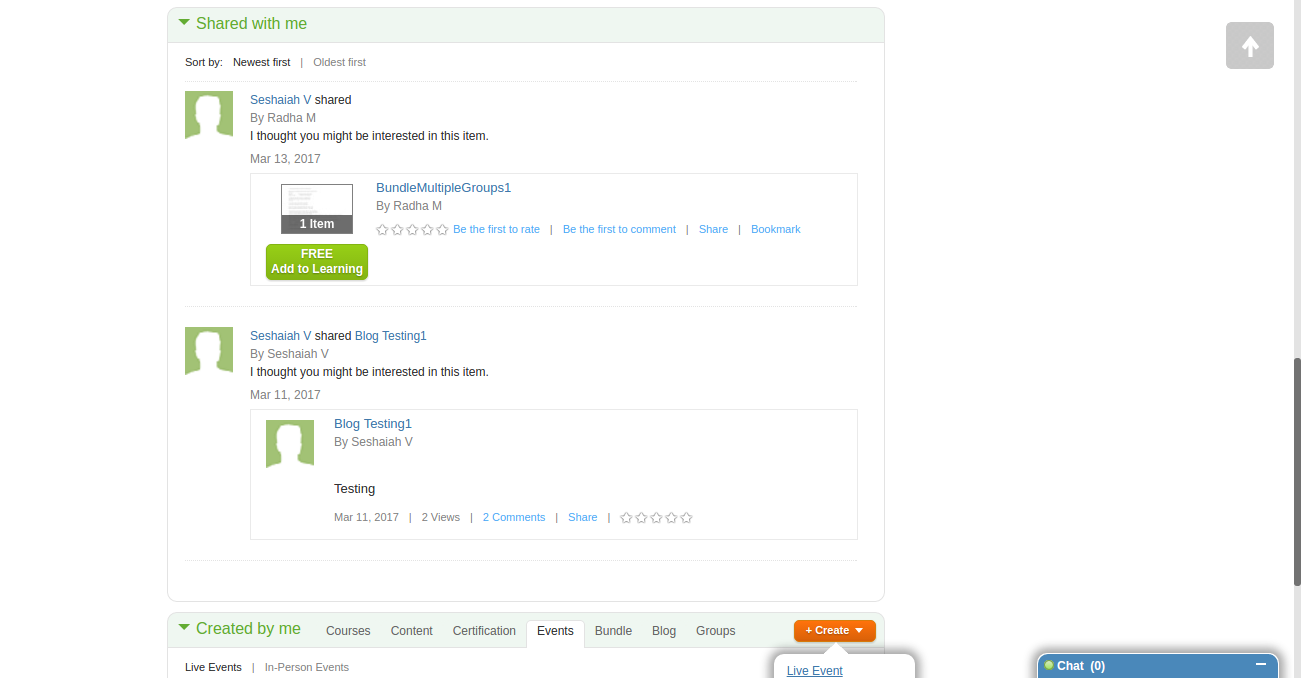 Shared with me
Sort by: Newest first | Oldest first
Seshaiah V shared
By Radha M
I thought you might be interested in this item.
Mar 13, 2017
BundleMultipleGroups1
By Radha M
1 Item
Be the first to rate | Be the first to comment | Share | Bookmark
FREE
Add to Learning
Seshaiah V shared Blog Testing1
By Seshaiah V
I thought you might be interested in this item.
Mar 11, 2017
Blog Testing1
By Seshaiah V
Testing
Mar 11, 2017 | 2 Views | 2 Comments | Share |
Created by me Courses Content Certification Events Bundle Blog Groups + Create
Live Events | In-Person Events
Live Event
Chat (0)